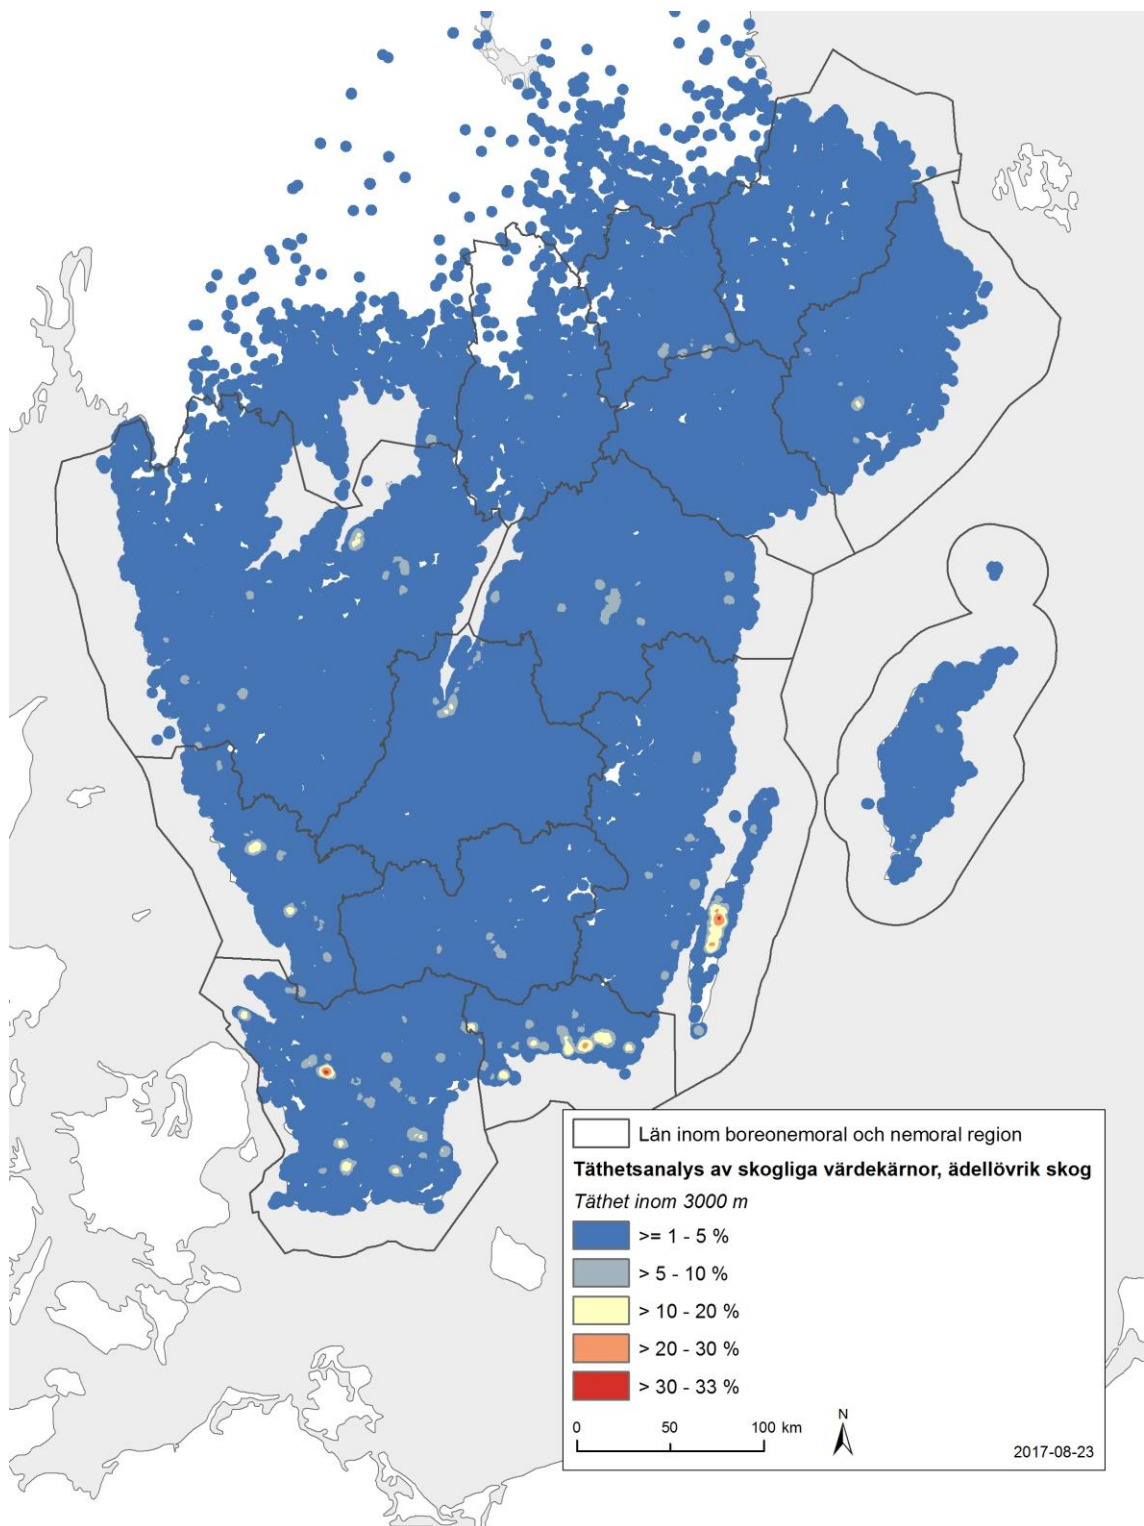 Län inom boreonemoral och nemoral region
Täthetsanalys av skogliga värdekärnor, ädellövrik skog
Täthet inom 3000 m
>= 1 - 5 %
> 5 - 10 %
> 10 - 20 %
> 20 - 30 %
> 30 - 33 %
0 50 100 km
N
2017-08-23